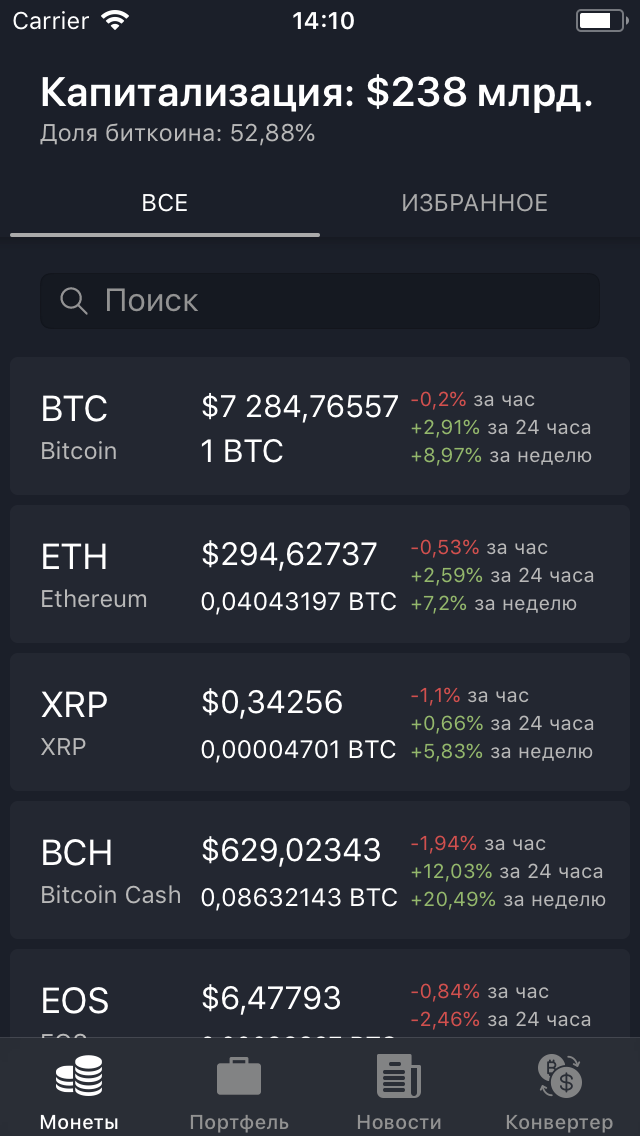 Carrier 14:10
Капитализация: $238 млрд.
Доля биткоина: 52,88%
ВСЕ ИЗБРАННОЕ
Поиск
BTC $7 284,76557 -0,2% за час
+2,91% за 24 часа
Bitcoin 1 BTC +8,97% за неделю
ETH $294,62737 -0,53% за час
+2,59% за 24 часа
Ethereum 0,04043197 BTC +7,2% за неделю
XRP $0,34256 -1,1% за час
+0,66% за 24 часа
XRP 0,00004701 BTC +5,83% за неделю
BCH $629,02343 -1,94% за час
+12,03% за 24 часа
Bitcoin Cash 0,08632143 BTC +20,49% за неделю
EOS $6,47793 -0,84% за час
-2,46% за 24 часа
Монеты Портфель Новости Конвертер